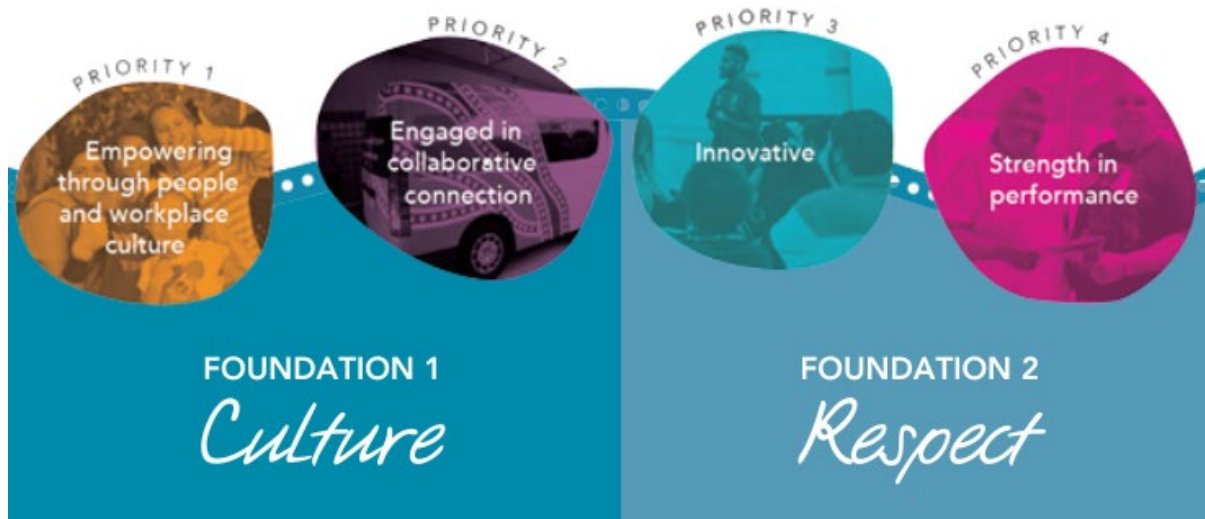 PRIORITY 1
Empowering
through people
and workplace
culture
PRIORITY 2
Engaged in
collaborative
connection
PRIORITY 3
Innovative
PRIORITY 4
Strength in
performance
FOUNDATION 1
Culture
FOUNDATION 2
Respect